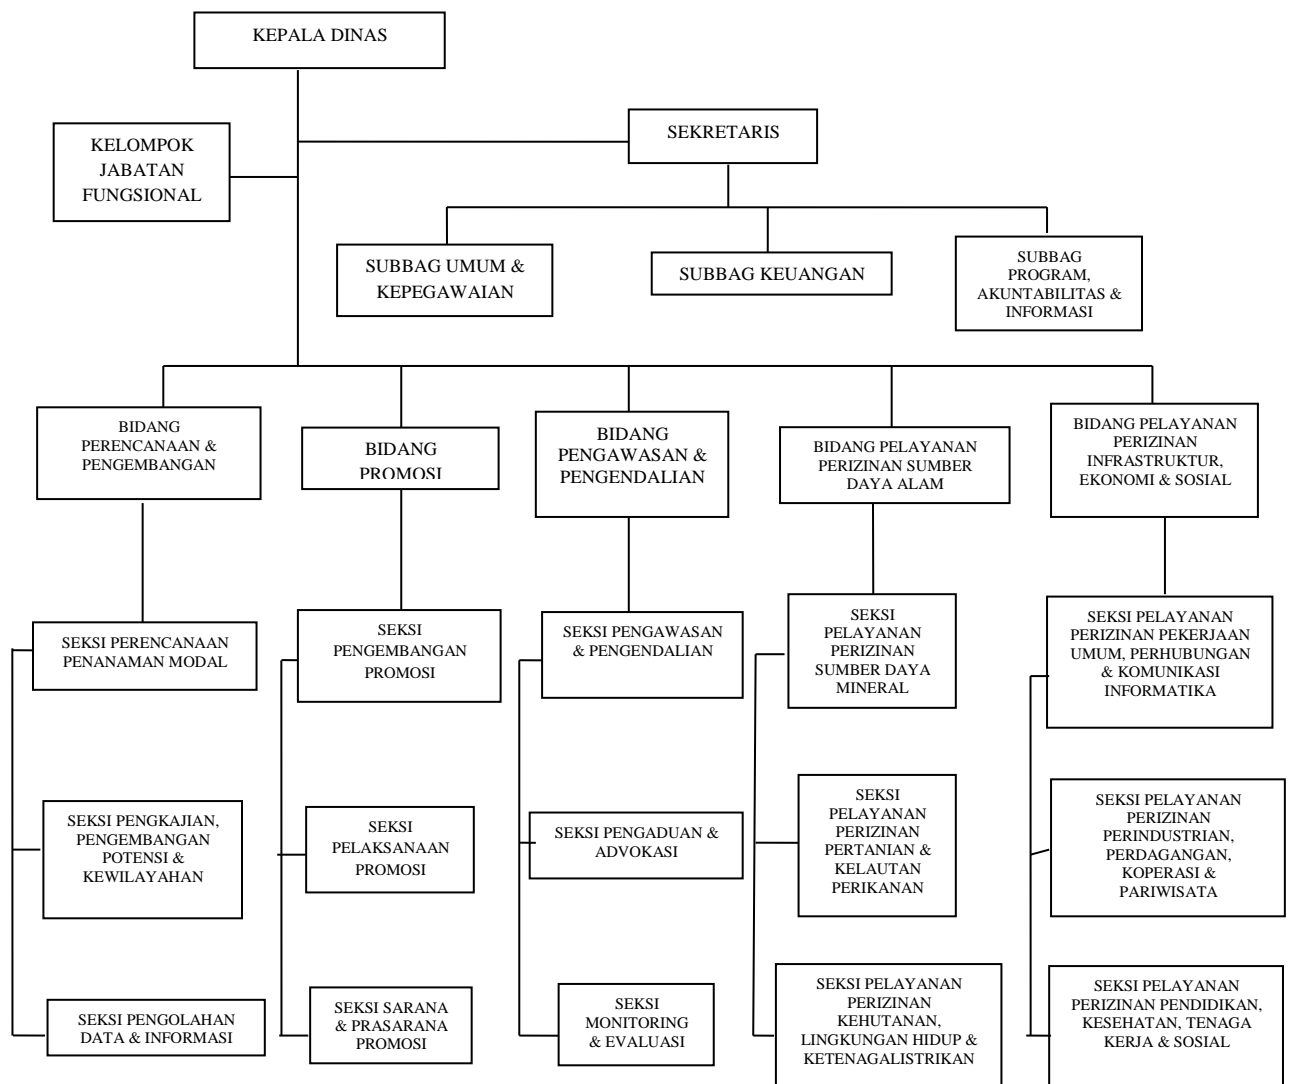 KEPALA DINAS
SEKRETARIS
KELOMPOK
JABATAN
FUNGSIONAL
SUBBAG UMUM &
KEPEGAWAIAN
SUBBAG KEUANGAN
SUBBAG
PROGRAM,
AKUNTABILITAS &
INFORMASI
BIDANG
PERENCANAAN &
PENGEMBANGAN
BIDANG
PROMOSI
BIDANG
PENGAWASAN &
PENGENDALIAN
BIDANG PELAYANAN
PERIZINAN SUMBER
DAYA ALAM
BIDANG PELAYANAN
PERIZINAN
INFRASTRUKTUR,
EKONOMI & SOSIAL
SEKSI PERENCANAAN
PENANAMAN MODAL
SEKSI
PENGEMBANGAN
PROMOSI
SEKSI PENGAWASAN
& PENGENDALIAN
SEKSI
PELAYANAN
PERIZINAN
SUMBER DAYA
MINERAL
SEKSI PELAYANAN
PERIZINAN PEKERJAAN
UMUM, PERHUBUNGAN
& KOMUNIKASI
INFORMATIKA
SEKSI PENGKAJIAN,
PENGEMBANGAN
POTENSI &
KEWILAYAHAN
SEKSI
PELAKSANAAN
PROMOSI
SEKSI PENGADUAN &
ADVOKASI
SEKSI
PELAYANAN
PERIZINAN
PERTANIAN &
KELAUTAN
PERIKANAN
SEKSI PELAYANAN
PERIZINAN
PERINDUSTRIAN,
PERDAGANGAN,
KOPERASI &
PARIWISATA
SEKSI PENGOLAHAN
DATA & INFORMASI
SEKSI SARANA
& PRASARANA
PROMOSI
SEKSI
MONITORING
& EVALUASI
SEKSI PELAYANAN
PERIZINAN
KEHUTANAN,
LINGKUNGAN HIDUP &
KETENAGALISTRIKAN
SEKSI PELAYANAN
PERIZINAN PENDIDIKAN,
KESEHATAN, TENAGA
KERJA & SOSIAL